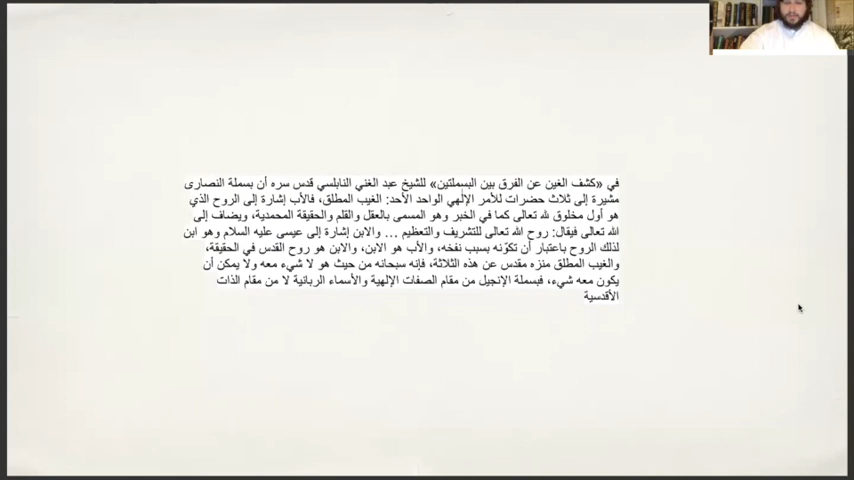 في «كشف الغين عن الفرق بين البسملتين» للشيخ عبد الغني النابلسي قدس سره أن بسملة النصارى
مشيرة إلى ثلاث حضرات للأمر الإلهي الواحد الأحد: الغيب المطلق، فالأب إشارة إلى الروح الذي
هو أول مخلوق لله تعالى كما في الخبر وهو المسمى بالعقل والقلم والحقيقة المحمدية، ويضاف إلى
الله تعالى فيقال: روح الله تعالى للتشريف والتعظيم ... والابن إشارة إلى عيسى عليه السلام وهو ابن
لذلك الروح باعتبار أن تكوّنه بسبب نفخه، والأب هو الابن، والابن هو روح القدس في الحقيقة،
والغيب المطلق منزه مقدس عن هذه الثلاثة، فإنه سبحانه من حيث هو لا شيء معه ولا يمكن أن
يكون معه شيء، فبسملة الإنجيل من مقام الصفات الإلهية والأسماء الربانية لا من مقام الذات
الأقدسية